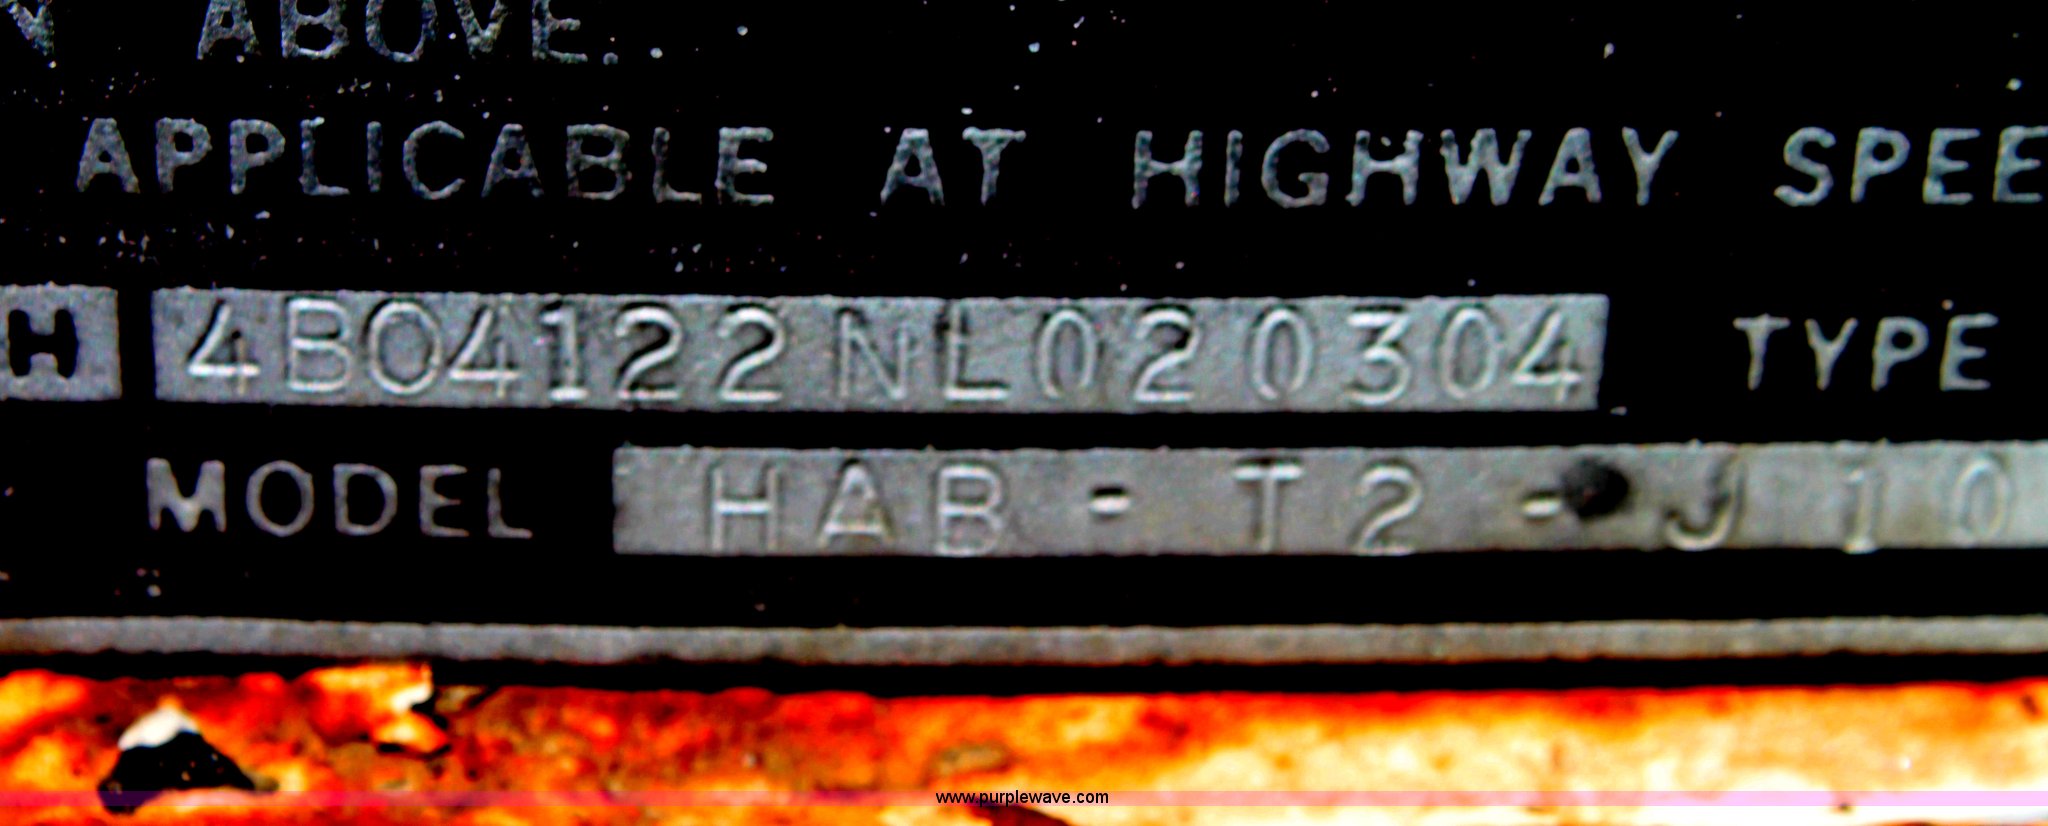 Y ABOVE.
APPLICABLE AT HIGHWAY SPEE
H 4B04122NL020304 TYPE
MODEL HAB-T2-J10
www.purplewave.com